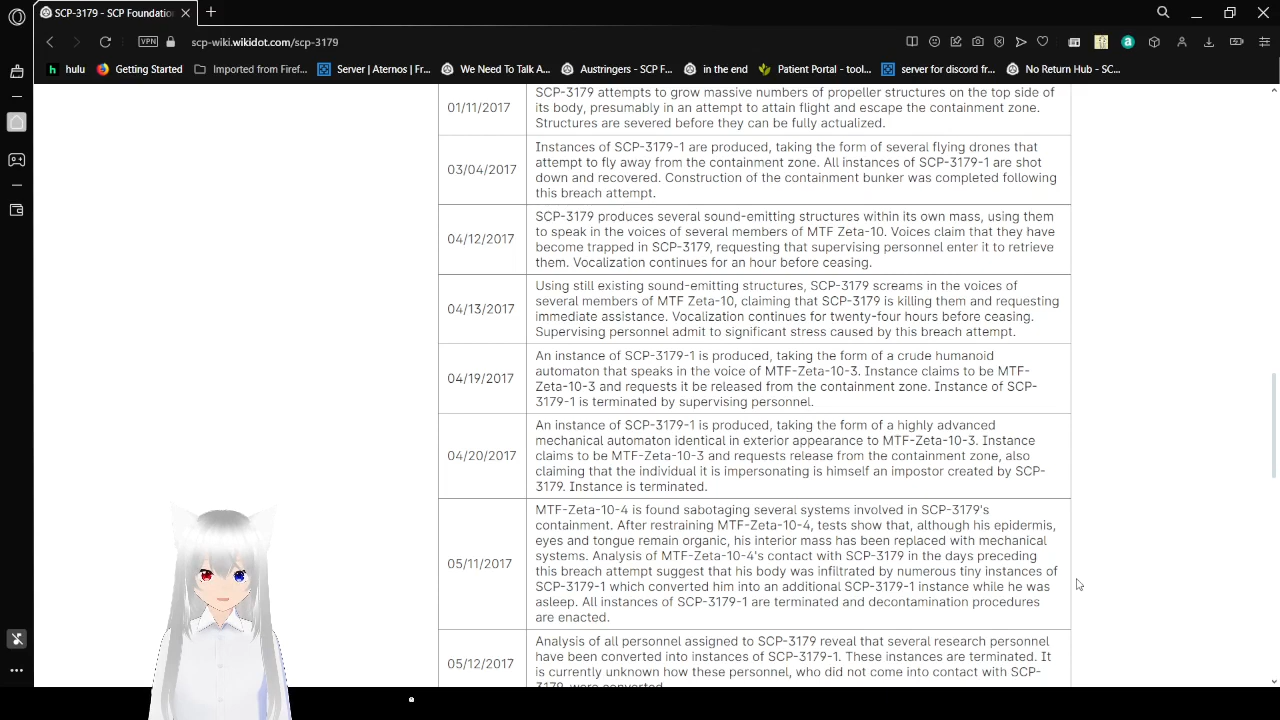 SCP-3179 - SCP Foundation
scp-wiki.wikidot.com/scp-3179
VPN
hulu
Getting Started
Imported from Firef...
Server | Aternos | Fr...
We Need To Talk A...
Austringers - SCP F...
in the end
Patient Portal - tool...
server for discord fr...
No Return Hub - SC...
01/11/2017
SCP-3179 attempts to grow massive numbers of propeller structures on the top side of
its body, presumably in an attempt to attain flight and escape the containment zone.
Structures are severed before they can be fully actualized.
03/04/2017
Instances of SCP-3179-1 are produced, taking the form of several flying drones that
attempt to fly away from the containment zone. All instances of SCP-3179-1 are shot
down and recovered. Construction of the containment bunker was completed following
this breach attempt.
04/12/2017
SCP-3179 produces several sound-emitting structures within its own mass, using them
to speak in the voices of several members of MTF Zeta-10. Voices claim that they have
become trapped in SCP-3179, requesting that supervising personnel enter it to retrieve
them. Vocalization continues for an hour before ceasing.
04/13/2017
Using still existing sound-emitting structures, SCP-3179 screams in the voices of
several members of MTF Zeta-10, claiming that SCP-3179 is killing them and requesting
immediate assistance. Vocalization continues for twenty-four hours before ceasing.
Supervising personnel admit to significant stress caused by this breach attempt.
04/19/2017
An instance of SCP-3179-1 is produced, taking the form of a crude humanoid
automaton that speaks in the voice of MTF-Zeta-10-3. Instance claims to be MTF-
Zeta-10-3 and requests it be released from the containment zone. Instance of SCP-
3179-1 is terminated by supervising personnel.
04/20/2017
An instance of SCP-3179-1 is produced, taking the form of a highly advanced
mechanical automaton identical in exterior appearance to MTF-Zeta-10-3. Instance
claims to be MTF-Zeta-10-3 and requests release from the containment zone, also
claiming that the individual it is impersonating is himself an impostor created by SCP-
3179. Instance is terminated.
05/11/2017
MTF-Zeta-10-4 is found sabotaging several systems involved in SCP-3179's
containment. After restraining MTF-Zeta-10-4, tests show that, although his epidermis,
eyes and tongue remain organic, his interior mass has been replaced with mechanical
systems. Analysis of MTF-Zeta-10-4's contact with SCP-3179 in the days preceding
this breach attempt suggest that his body was infiltrated by numerous tiny instances of
SCP-3179-1 which converted him into an additional SCP-3179-1 instance while he was
asleep. All instances of SCP-3179-1 are terminated and decontamination procedures
are enacted.
05/12/2017
Analysis of all personnel assigned to SCP-3179 reveal that several research personnel
have been converted into instances of SCP-3179-1. These instances are terminated. It
is currently unknown how these personnel, who did not come into contact with SCP-
3179, were converted